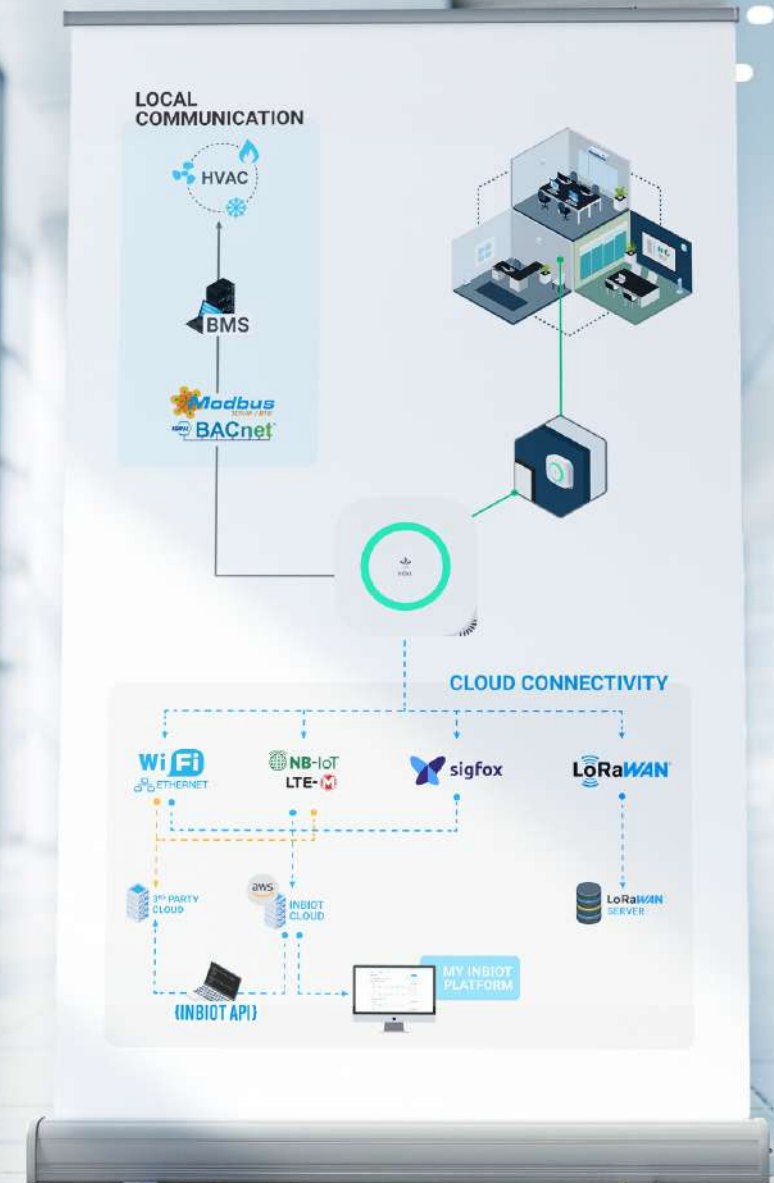 LOCAL
COMMUNICATION
HVAC
BMS
Modbus
BACnet
CLOUD CONNECTIVITY
Wi Fi
ETHERNET
NB-IoT
LTE-M
sigfox
LoRaWAN
3RD PARTY
CLOUD
aws
INBIOT
CLOUD
LoRaWAN
SERVER
{INBIOT API}
MY INBIOT
PLATFORM